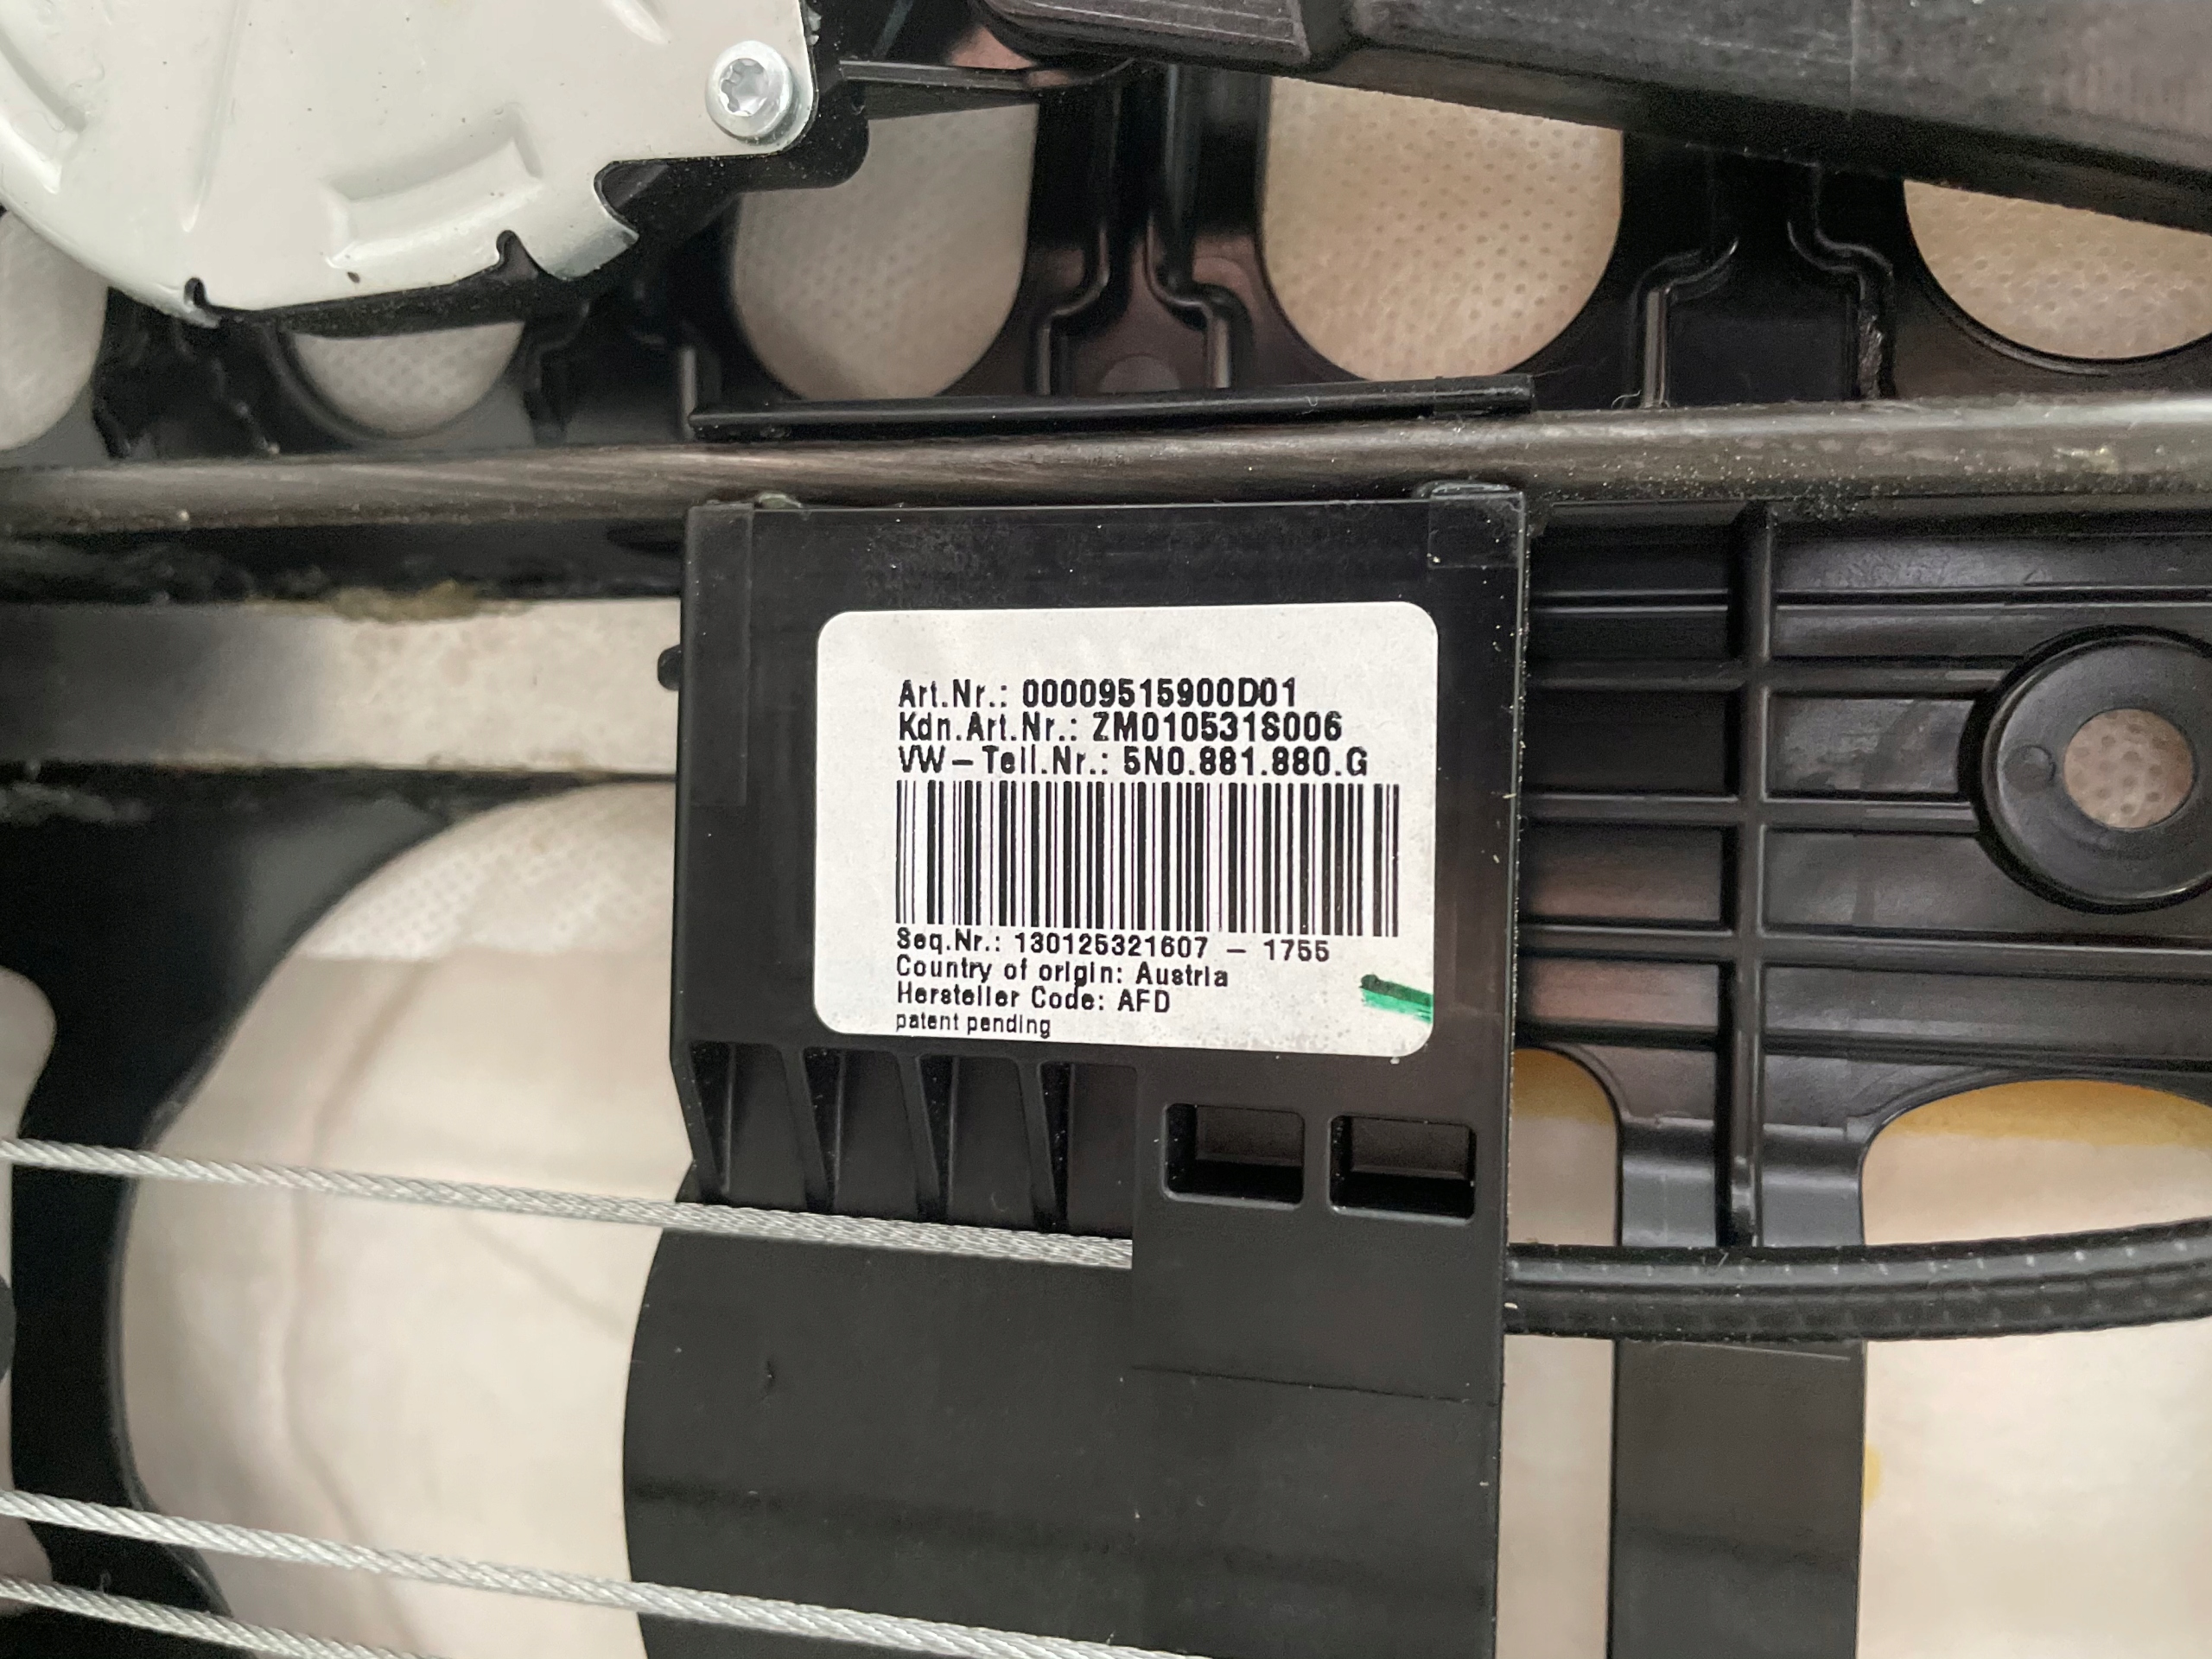 Art.Nr.: 00009515900D01
Kdn.Art.Nr.: ZM010531S006
VW-Teil.Nr.: 5N0.881.880.G
Seq.Nr.: 130125321607 - 1755
Country of origin: Austria
Hersteller Code: AFD
patent pending